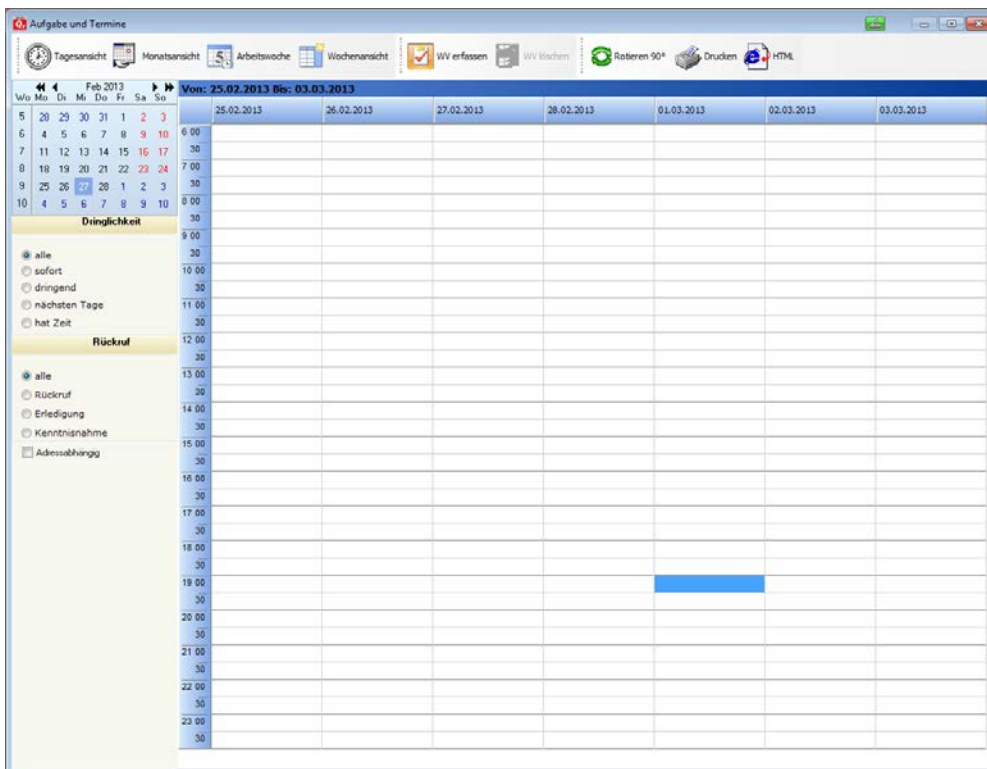 Aufgabe und Termine
Tagesansicht Monatsansicht 5 Arbeitswoche Wochenansicht WV erfassen WV löschen Rotieren 90° Drucken HTML
Feb 2013
Wo Mo Di Mi Do Fr Sa So
5 28 29 30 31 1 2 3
6 4 5 6 7 8 9 10
7 11 12 13 14 15 16 17
8 18 19 20 21 22 23 24
9 25 26 27 28 1 2 3
10 4 5 6 7 8 9 10
Dringlichkeit
alle
sofort
dringend
nächsten Tage
hat Zeit
Rückruf
alle
Rückruf
Erledigung
Kenntnisnahme
Adressabhängig
Von: 25.02.2013 Bis: 03.03.2013
25.02.2013 26.02.2013 27.02.2013 28.02.2013 01.03.2013 02.03.2013 03.03.2013
6 00
30
7 00
30
8 00
30
9 00
30
10 00
30
11 00
30
12 00
30
13 00
30
14 00
30
15 00
30
16 00
30
17 00
30
18 00
30
19 00
30
20 00
30
21 00
30
22 00
30
23 00
30